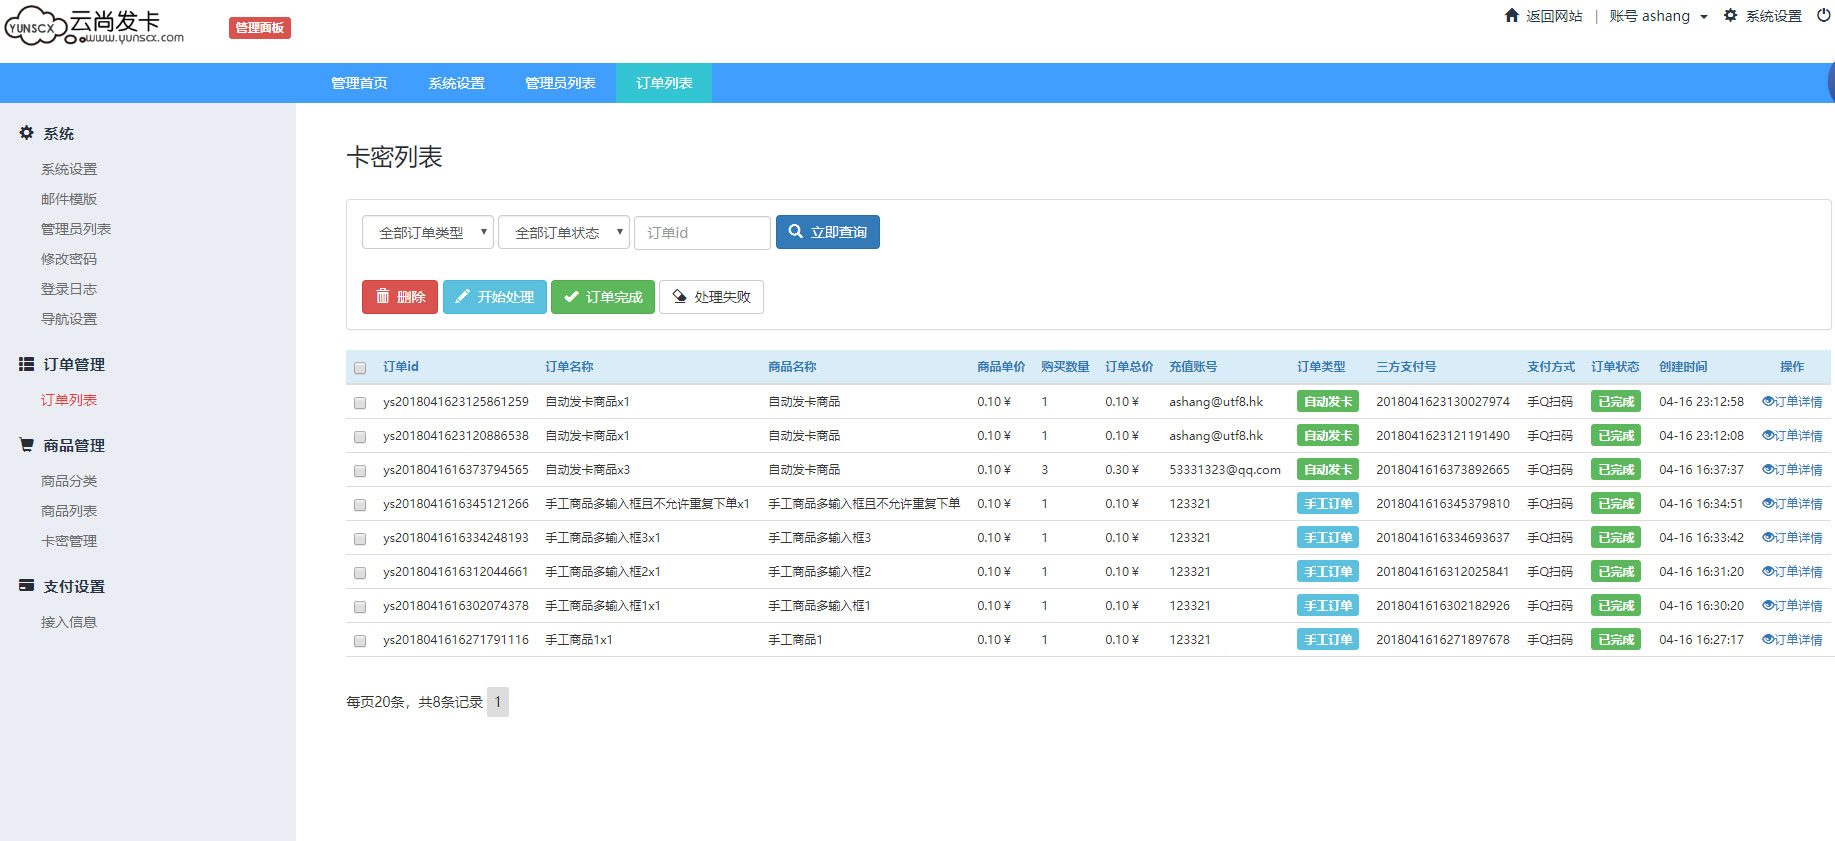 YUNSCX 云尚发卡 www.yunscx.com 管理面板 返回网站 | 账号 ashang 系统设置
管理首页 系统设置 管理员列表 订单列表
系统
系统设置
邮件模版
管理员列表
修改密码
登录日志
导航设置
订单管理
订单列表
商品管理
商品分类
商品列表
卡密管理
支付设置
接入信息
卡密列表
全部订单类型 全部订单状态 订单id 立即查询
删除 开始处理 订单完成 处理失败
订单id 订单名称 商品名称 商品单价 购买数量 订单总价 充值账号 订单类型 三方支付号 支付方式 订单状态 创建时间 操作
ys2018041623125861259 自动发卡商品x1 自动发卡商品 0.10¥ 1 0.10¥ ashang@utf8.hk 自动发卡 2018041623130027974 手Q扫码 已完成 04-16 23:12:58 订单详情
ys2018041623120886538 自动发卡商品x1 自动发卡商品 0.10¥ 1 0.10¥ ashang@utf8.hk 自动发卡 2018041623121191490 手Q扫码 已完成 04-16 23:12:08 订单详情
ys2018041616373794565 自动发卡商品x3 自动发卡商品 0.10¥ 3 0.30¥ 53331323@qq.com 自动发卡 2018041616373892665 手Q扫码 已完成 04-16 16:37:37 订单详情
ys2018041616345121266 手工商品多输入框且不允许重复下单x1 手工商品多输入框且不允许重复下单 0.10¥ 1 0.10¥ 123321 手工订单 2018041616345379810 手Q扫码 已完成 04-16 16:34:51 订单详情
ys2018041616334248193 手工商品多输入框3x1 手工商品多输入框3 0.10¥ 1 0.10¥ 123321 手工订单 2018041616334693637 手Q扫码 已完成 04-16 16:33:42 订单详情
ys2018041616312044661 手工商品多输入框2x1 手工商品多输入框2 0.10¥ 1 0.10¥ 123321 手工订单 2018041616312025841 手Q扫码 已完成 04-16 16:31:20 订单详情
ys2018041616302074378 手工商品多输入框1x1 手工商品多输入框1 0.10¥ 1 0.10¥ 123321 手工订单 2018041616302182926 手Q扫码 已完成 04-16 16:30:20 订单详情
ys2018041616271791116 手工商品1x1 手工商品1 0.10¥ 1 0.10¥ 123321 手工订单 2018041616271897678 手Q扫码 已完成 04-16 16:27:17 订单详情
每页20条，共8条记录 1